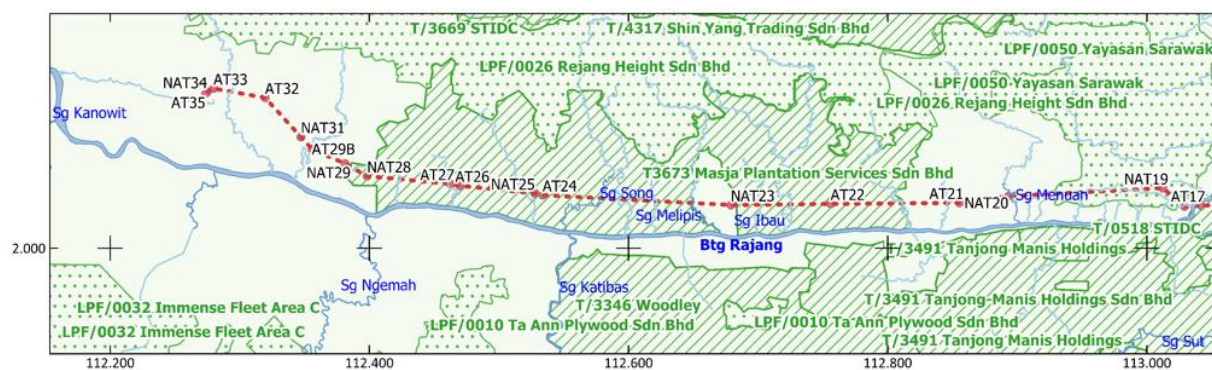 T/3669 STIDC
T/4317 Shin Yang Trading Sdn Bhd
LPF/0050 Yayasan Sarawak
LPF/0026 Rejang Height Sdn Bhd
LPF/0050 Yayasan Sarawak
NAT34
AT33
AT35
AT32
LPF/0026 Rejang Height Sdn Bhd
Sg Kanowit
NAT31
AT29B
NAT29
NAT28
AT27
AT26
NAT25
AT24
T3673 Masja Plantation Services Sdn Bhd
Sg Song
NAT23
AT22
AT21
NAT20
Sg Menuan
NAT19
AT17
Sg Melipis
Sg Ibau
T/0518 STIDC
Btg Rajang
T/3491 Tanjong Manis Holdings
2.000
Sg Ngemah
Sg Katibas
T/3346 Woodley
T/3491 Tanjong-Manis Holdings Sdn Bhd
LPF/0032 Immense Fleet Area C
LPF/0010 Ta Ann Plywood Sdn Bhd
LPF/0010 Ta Ann Plywood Sdn Bhd
LPF/0032 Immense Fleet Area C
T/3491 Tanjong Manis Holdings
Sg Sut
112.200
112.400
112.600
112.800
113.000